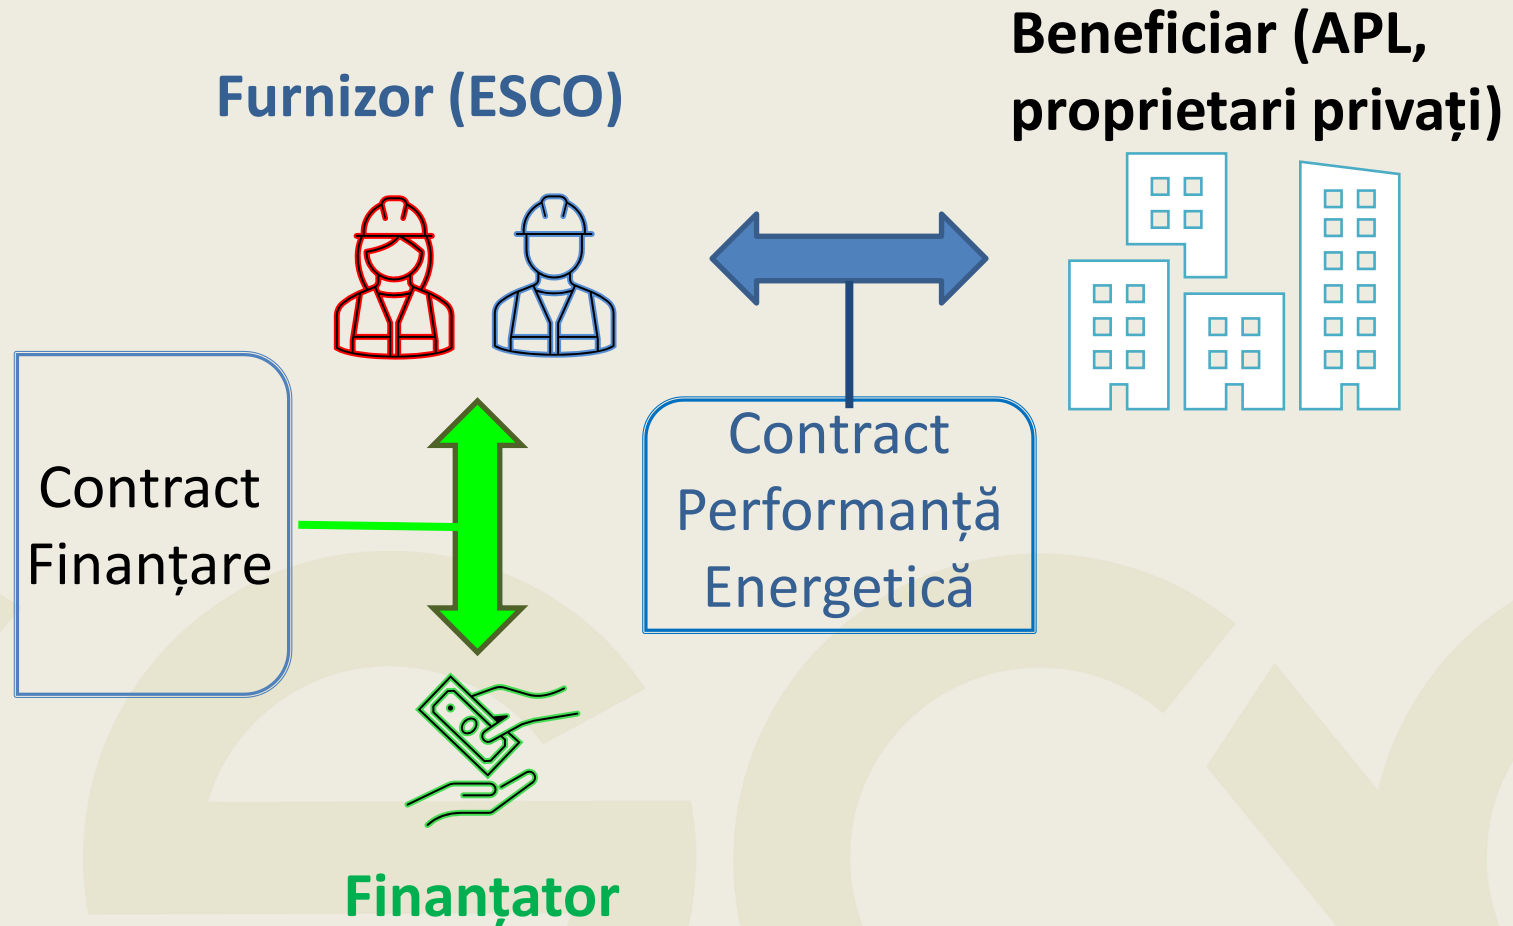 Furnizor (ESCO)
Beneficiar (APL,
proprietari privați)
Contract
Finanțare
Contract
Performanță
Energetică
Finanțator